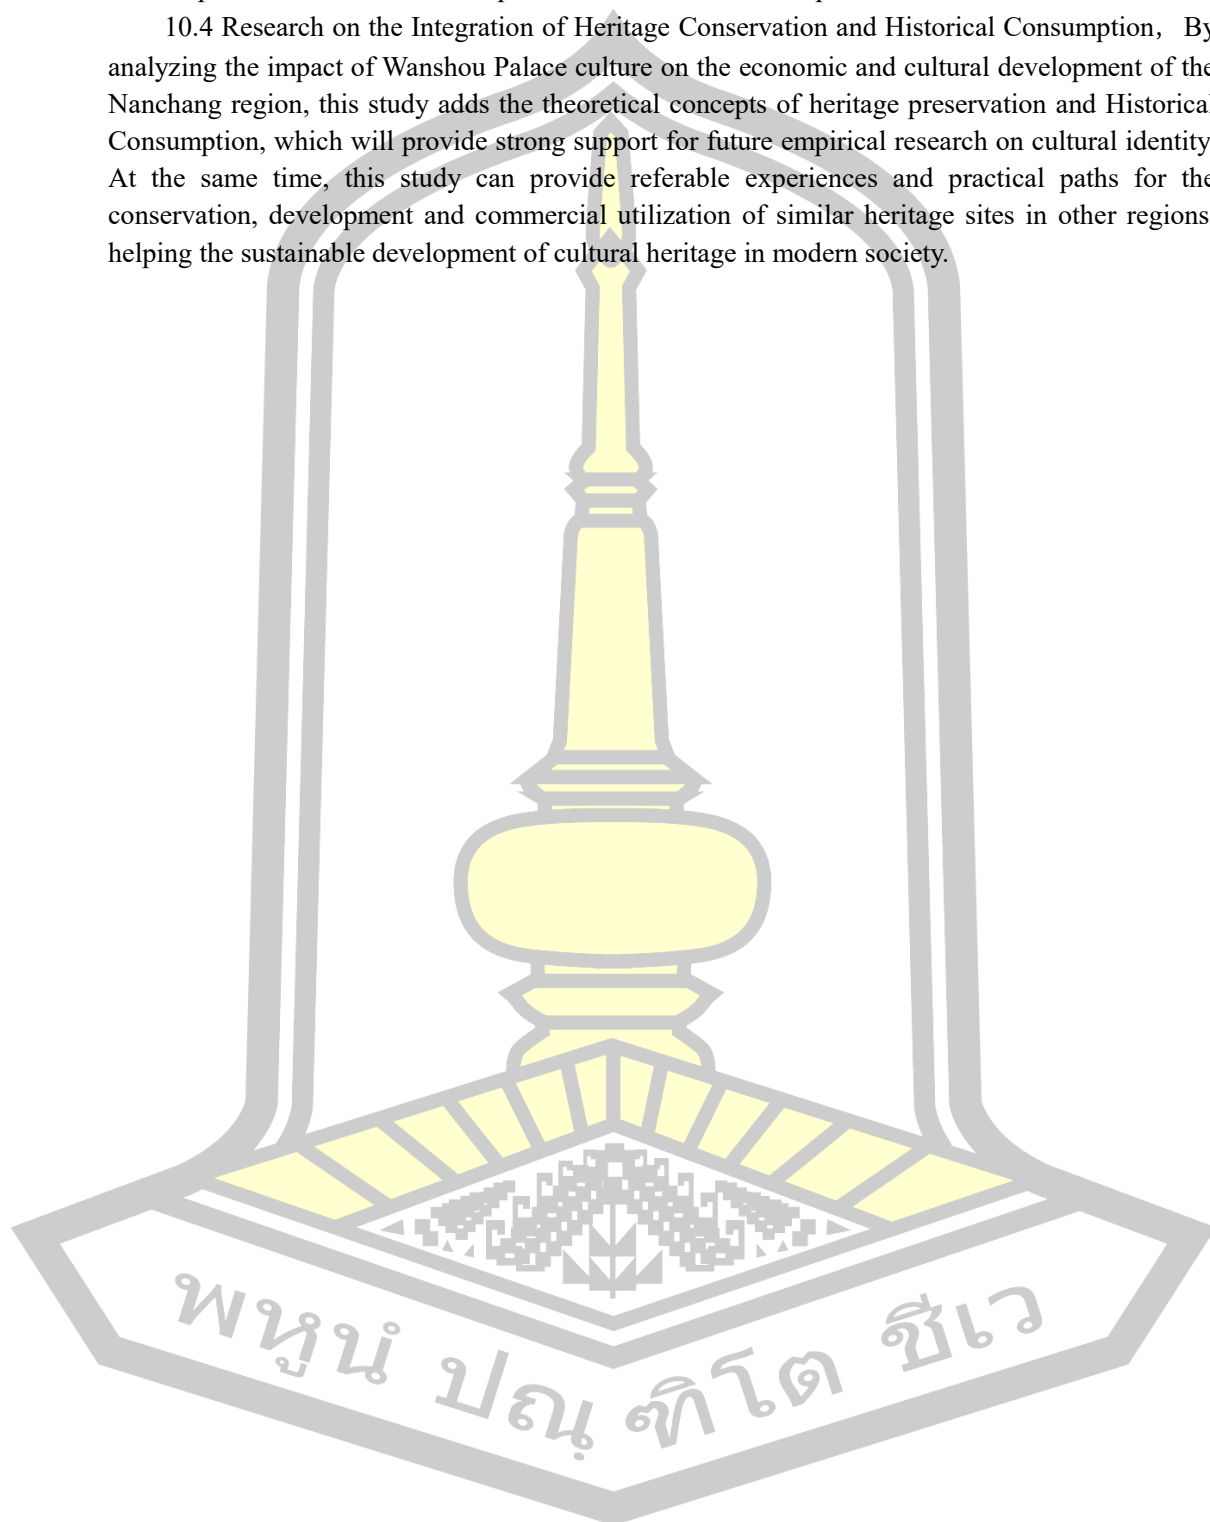 10.4 Research on the Integration of Heritage Conservation and Historical Consumption，By
analyzing the impact of Wanshou Palace culture on the economic and cultural development of the
Nanchang region, this study adds the theoretical concepts of heritage preservation and Historical
Consumption, which will provide strong support for future empirical research on cultural identity
At the same time, this study can provide referable experiences and practical paths for the
conservation, development and commercial utilization of similar heritage sites in other regions
helping the sustainable development of cultural heritage in modern society.
พหูนํ ปณฺฑิโต ชีเว